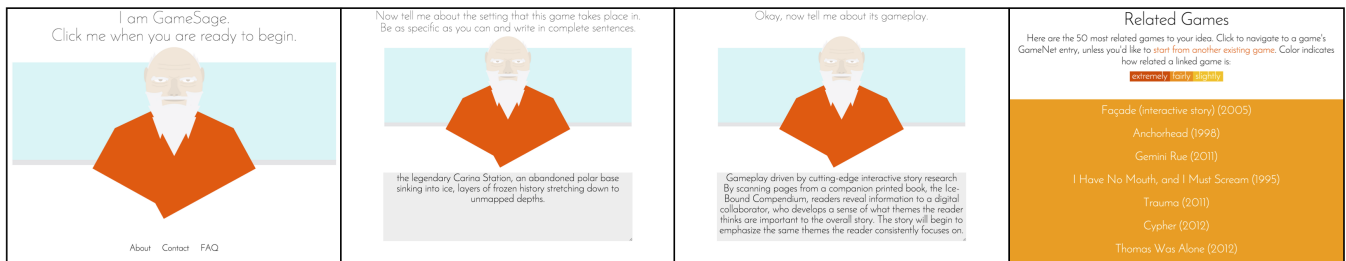 I am GameSage.
Click me when you are ready to begin.
About Contact FAQ
Now tell me about the setting that this game takes place in.
Be as specific as you can and write in complete sentences.
the legendary Carina Station, an abandoned polar base
sinking into ice, layers of frozen history stretching down to
unmapped depths.
Okay, now tell me about its gameplay.
Gameplay driven by cutting-edge interactive story research
By scanning pages from a companion printed book, the Ice-
Bound Compendium, readers reveal information to a digital
collaborator, who develops a sense of what themes the reader
thinks are important to the overall story. The story will begin to
emphasize the same themes the reader consistently focuses on.
Related Games
Here are the 50 most related games to your idea. Click to navigate to a game's
GameNet entry, unless you'd like to start from another existing game. Color indicates
how related a linked game is:
extremely fairly slightly
Façade (interactive story) (2005)
Anchorhead (1998)
Gemini Rue (2011)
I Have No Mouth, and I Must Scream (1995)
Trauma (2011)
Cypher (2012)
Thomas Was Alone (2012)